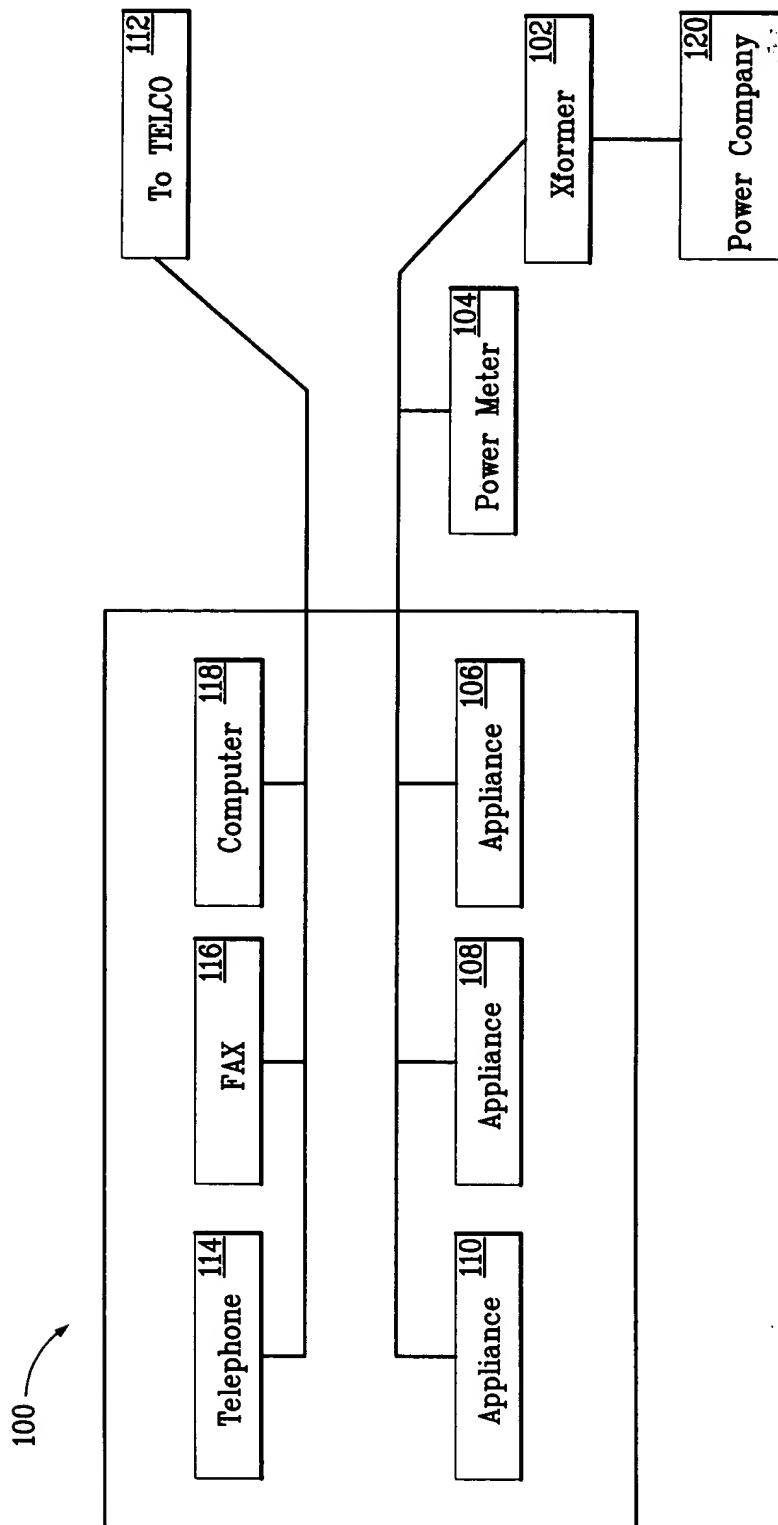 100
Telephone
114
FAX
116
Computer
118
To TELCO
112
Appliance
110
Appliance
108
Appliance
106
Power Meter
104
Xformer
102
Power Company
120